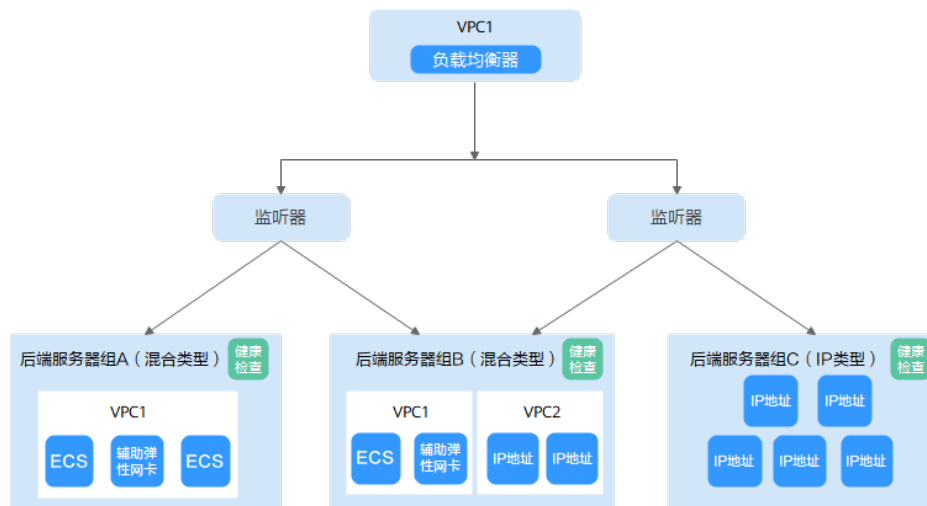 VPC1
负载均衡器
监听器
监听器
后端服务器组A（混合类型）
健康
检查
VPC1
ECS
辅助弹
性网卡
ECS
后端服务器组B（混合类型）
健康
检查
VPC1
ECS
辅助弹
性网卡
VPC2
IP地址
IP地址
后端服务器组C（IP类型）
健康
检查
IP地址
IP地址
IP地址
IP地址
IP地址